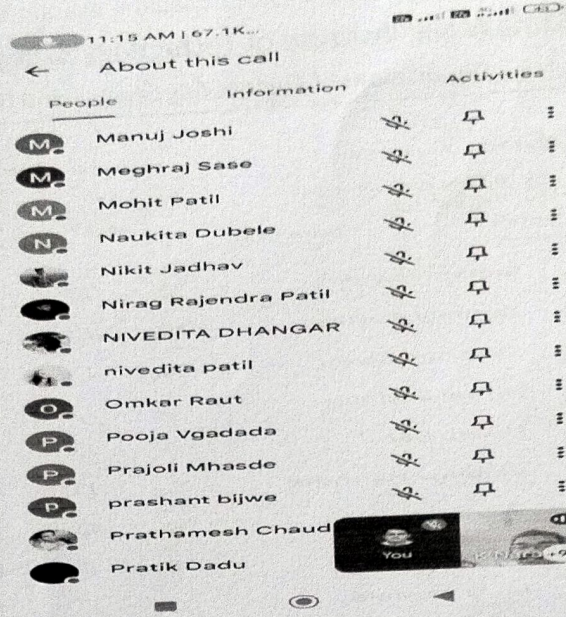 11:15 AM | 67.1K...
About this call
People Information Activities
M Manuj Joshi
M Meghraj Sase
M Mohit Patil
N Naukita Dubele
Nikit Jadhav
Nirag Rajendra Patil
NIVEDITA DHANGAR
nivedita patil
O Omkar Raut
P Pooja Vgadada
P Prajoli Mhasde
P prashant bijwe
Prathamesh Chaud
You
Pratik Dadu